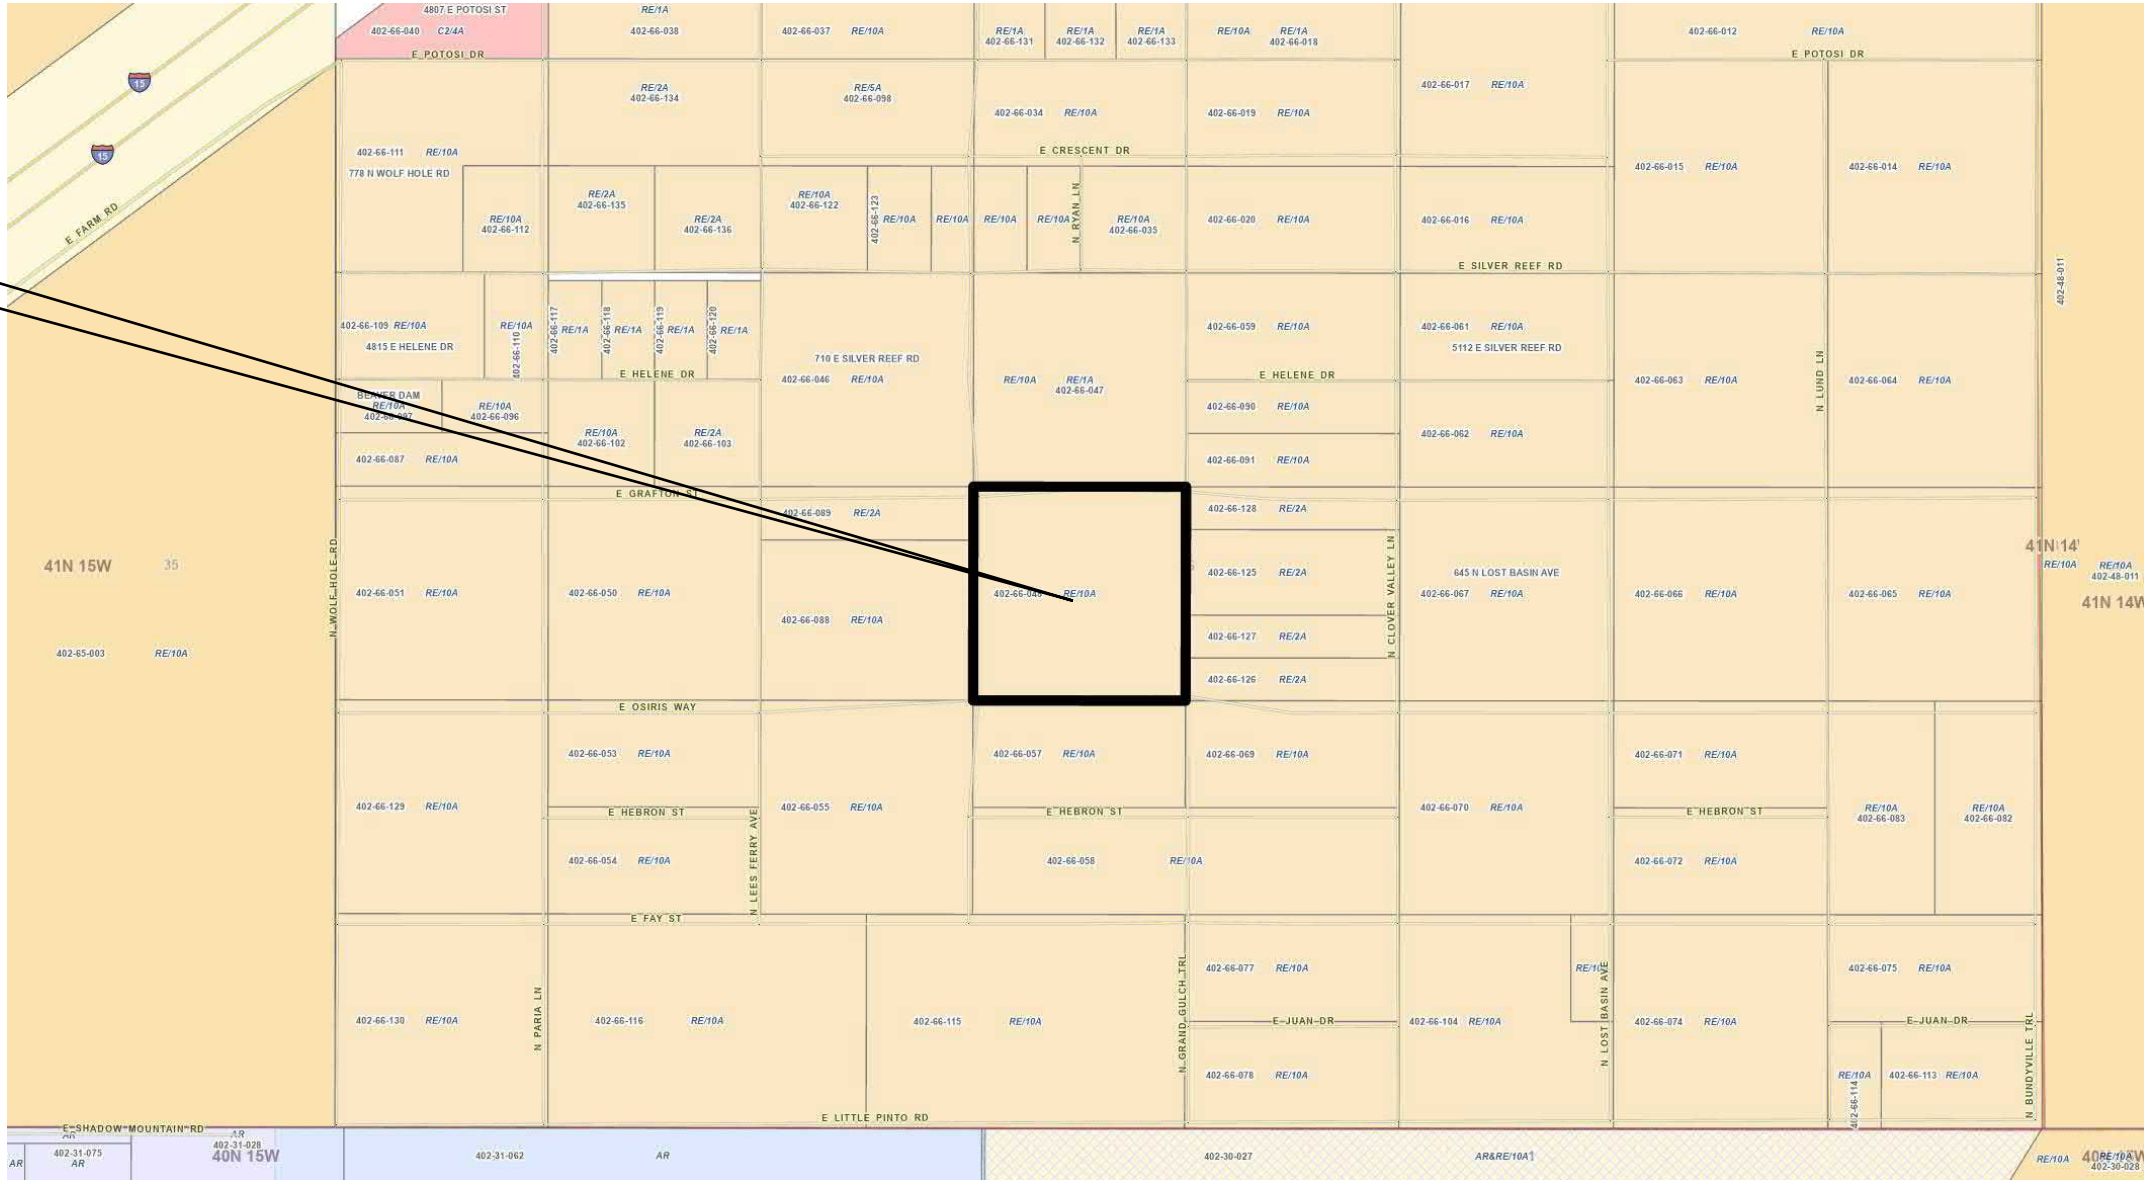 4807 E POTOSI ST
402-66-040 C2/4A
E POTOSI DR
RE/1A
402-66-038
402-66-037 RE/10A
RE/1A
402-66-131
RE/1A
402-66-132
RE/1A
402-66-133
RE/10A RE/1A
402-66-018
402-66-012 RE/10A
E POTOSI DR
15
15
E FARM RD
402-66-111 RE/10A
778 N WOLF HOLE RD
RE/2A
402-66-134
RE/5A
402-66-098
402-66-034 RE/10A
E CRESCENT DR
402-66-019 RE/10A
402-66-017 RE/10A
402-66-015 RE/10A
402-66-014 RE/10A
RE/10A
402-66-112
RE/2A
402-66-135
RE/2A
402-66-136
RE/10A
402-66-122
402-66-123
RE/10A
RE/10A
RE/10A
RE/10A
N RYAN LN
RE/10A
402-66-035
402-66-020 RE/10A
402-66-016 RE/10A
E SILVER REEF RD
402-48-011
402-66-109 RE/10A
4815 E HELENE DR
RE/10A
402-66-110
402-66-117
RE/1A
402-66-118
RE/1A
402-66-119
RE/1A
402-66-120
RE/1A
E HELENE DR
710 E SILVER REEF RD
402-66-046 RE/10A
RE/10A RE/1A
402-66-047
402-66-059 RE/10A
E HELENE DR
402-66-061 RE/10A
5112 E SILVER REEF RD
402-66-063 RE/10A
N LUND LN
402-66-064 RE/10A
BEAVER DAM
RE/10A
RE/10A
402-66-096
402-66-087 RE/10A
RE/10A
402-66-102
RE/2A
402-66-103
402-66-090 RE/10A
402-66-091 RE/10A
402-66-062 RE/10A
E GRAFTON ST
402-66-089 RE/2A
402-66-128 RE/2A
41N 15W 35
N WOLF HOLE RD
402-66-051 RE/10A
402-66-050 RE/10A
402-66-088 RE/10A
RE/10A
402-66-125 RE/2A
402-66-127 RE/2A
402-66-126 RE/2A
N CLOVER VALLEY LN
645 N LOST BASIN AVE
402-66-067 RE/10A
402-66-066 RE/10A
402-66-065 RE/10A
41N 14
RE/10A
RE/10A
402-48-011
41N 14W
402-65-003 RE/10A
E OSIRIS WAY
402-66-129 RE/10A
402-66-053 RE/10A
E HEBRON ST
402-66-054 RE/10A
N LEES FERRY AVE
402-66-055 RE/10A
402-66-057 RE/10A
E HEBRON ST
402-66-058 RE/10A
402-66-069 RE/10A
402-66-070 RE/10A
402-66-071 RE/10A
E HEBRON ST
402-66-072 RE/10A
RE/10A
402-66-083
RE/10A
402-66-082
E FAY ST
402-66-130 RE/10A
N PARIA LN
402-66-116 RE/10A
402-66-115 RE/10A
N GRAND GULCH TRL
402-66-077 RE/10A
E JUAN DR
402-66-078 RE/10A
402-66-104 RE/10A
N LOST BASIN AVE
402-66-074 RE/10A
402-66-075 RE/10A
E JUAN DR
RE/10A
402-66-114
402-66-113 RE/10A
N BUNDYVILLE TRL
E LITTLE PINTO RD
E SHADOW MOUNTAIN RD
AR
AR
402-31-075
AR
AR
402-31-028
40N 15W
402-31-062 AR
402-30-027 AR&RE/10A
RE/10A
402-30-028